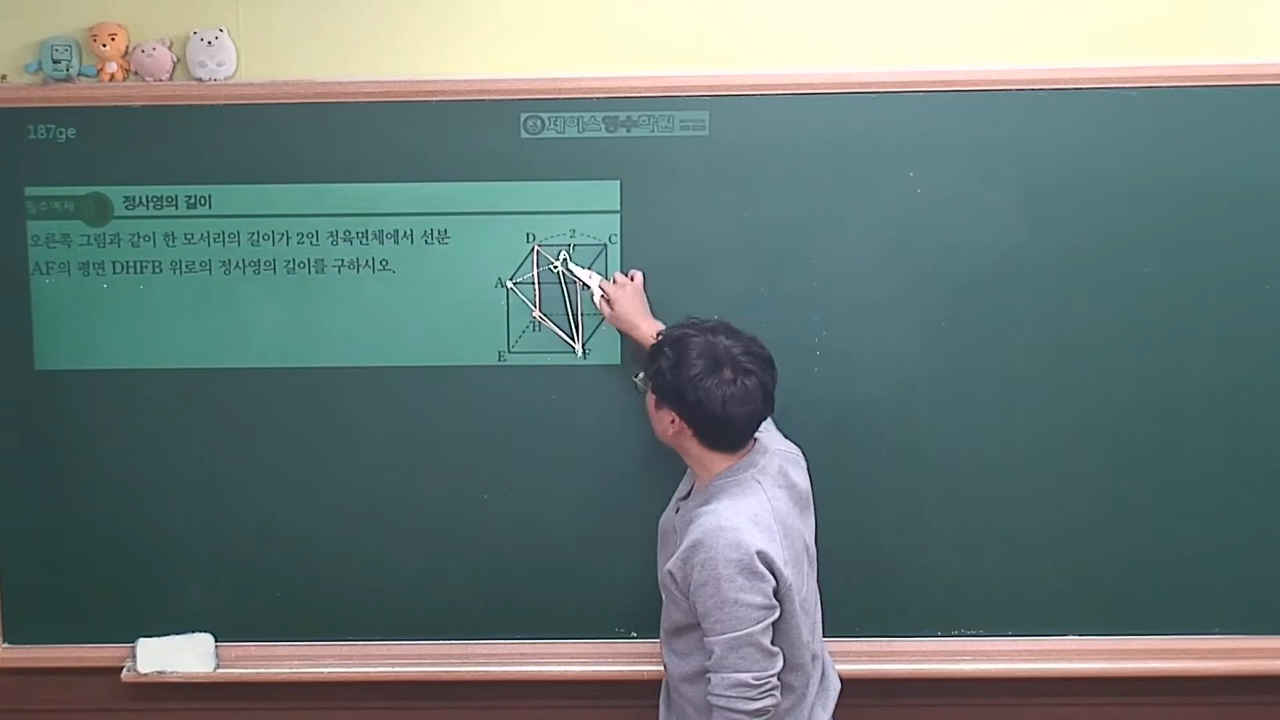 187ge
제이스영수학원
필수예제
정사영의 길이
오른쪽 그림과 같이 한 모서리의 길이가 2인 정육면체에서 선분
AF의 평면 DHFB 위로의 정사영의 길이를 구하시오.
D 2 C
A
H
E F